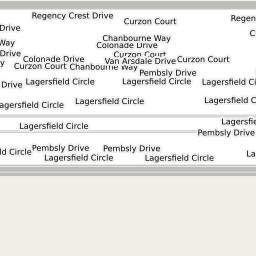 Regency Crest Drive
Curzon Court
Regen
Drive
Chanbourne Way
C
Way
Colonade Drive
Drive
Curzon Court
Colonade Drive
Van Arsdale Drive
Curzon Court
y
Curzon Court
Chanbourne Way
Pembsly Drive
Drive
Lagersfield Circle
Lagersfield Circle
Lagersfield Ci
agersfield Circle
Lagersfield Circle
Lagersfield C
Lagersfield Circle
Lagersfie
Pembsly Drive
ld Circle
Pembsly Drive
Pembsly Drive
Lagersfield Circle
Lagersfield Circle
La